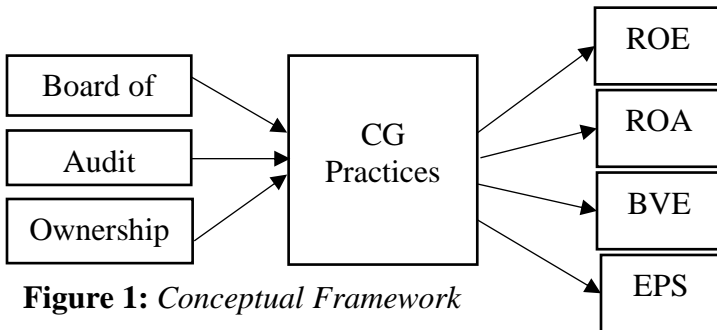 Board of
Audit
Ownership
CG
Practices
ROE
ROA
BVE
EPS
Figure 1: Conceptual Framework